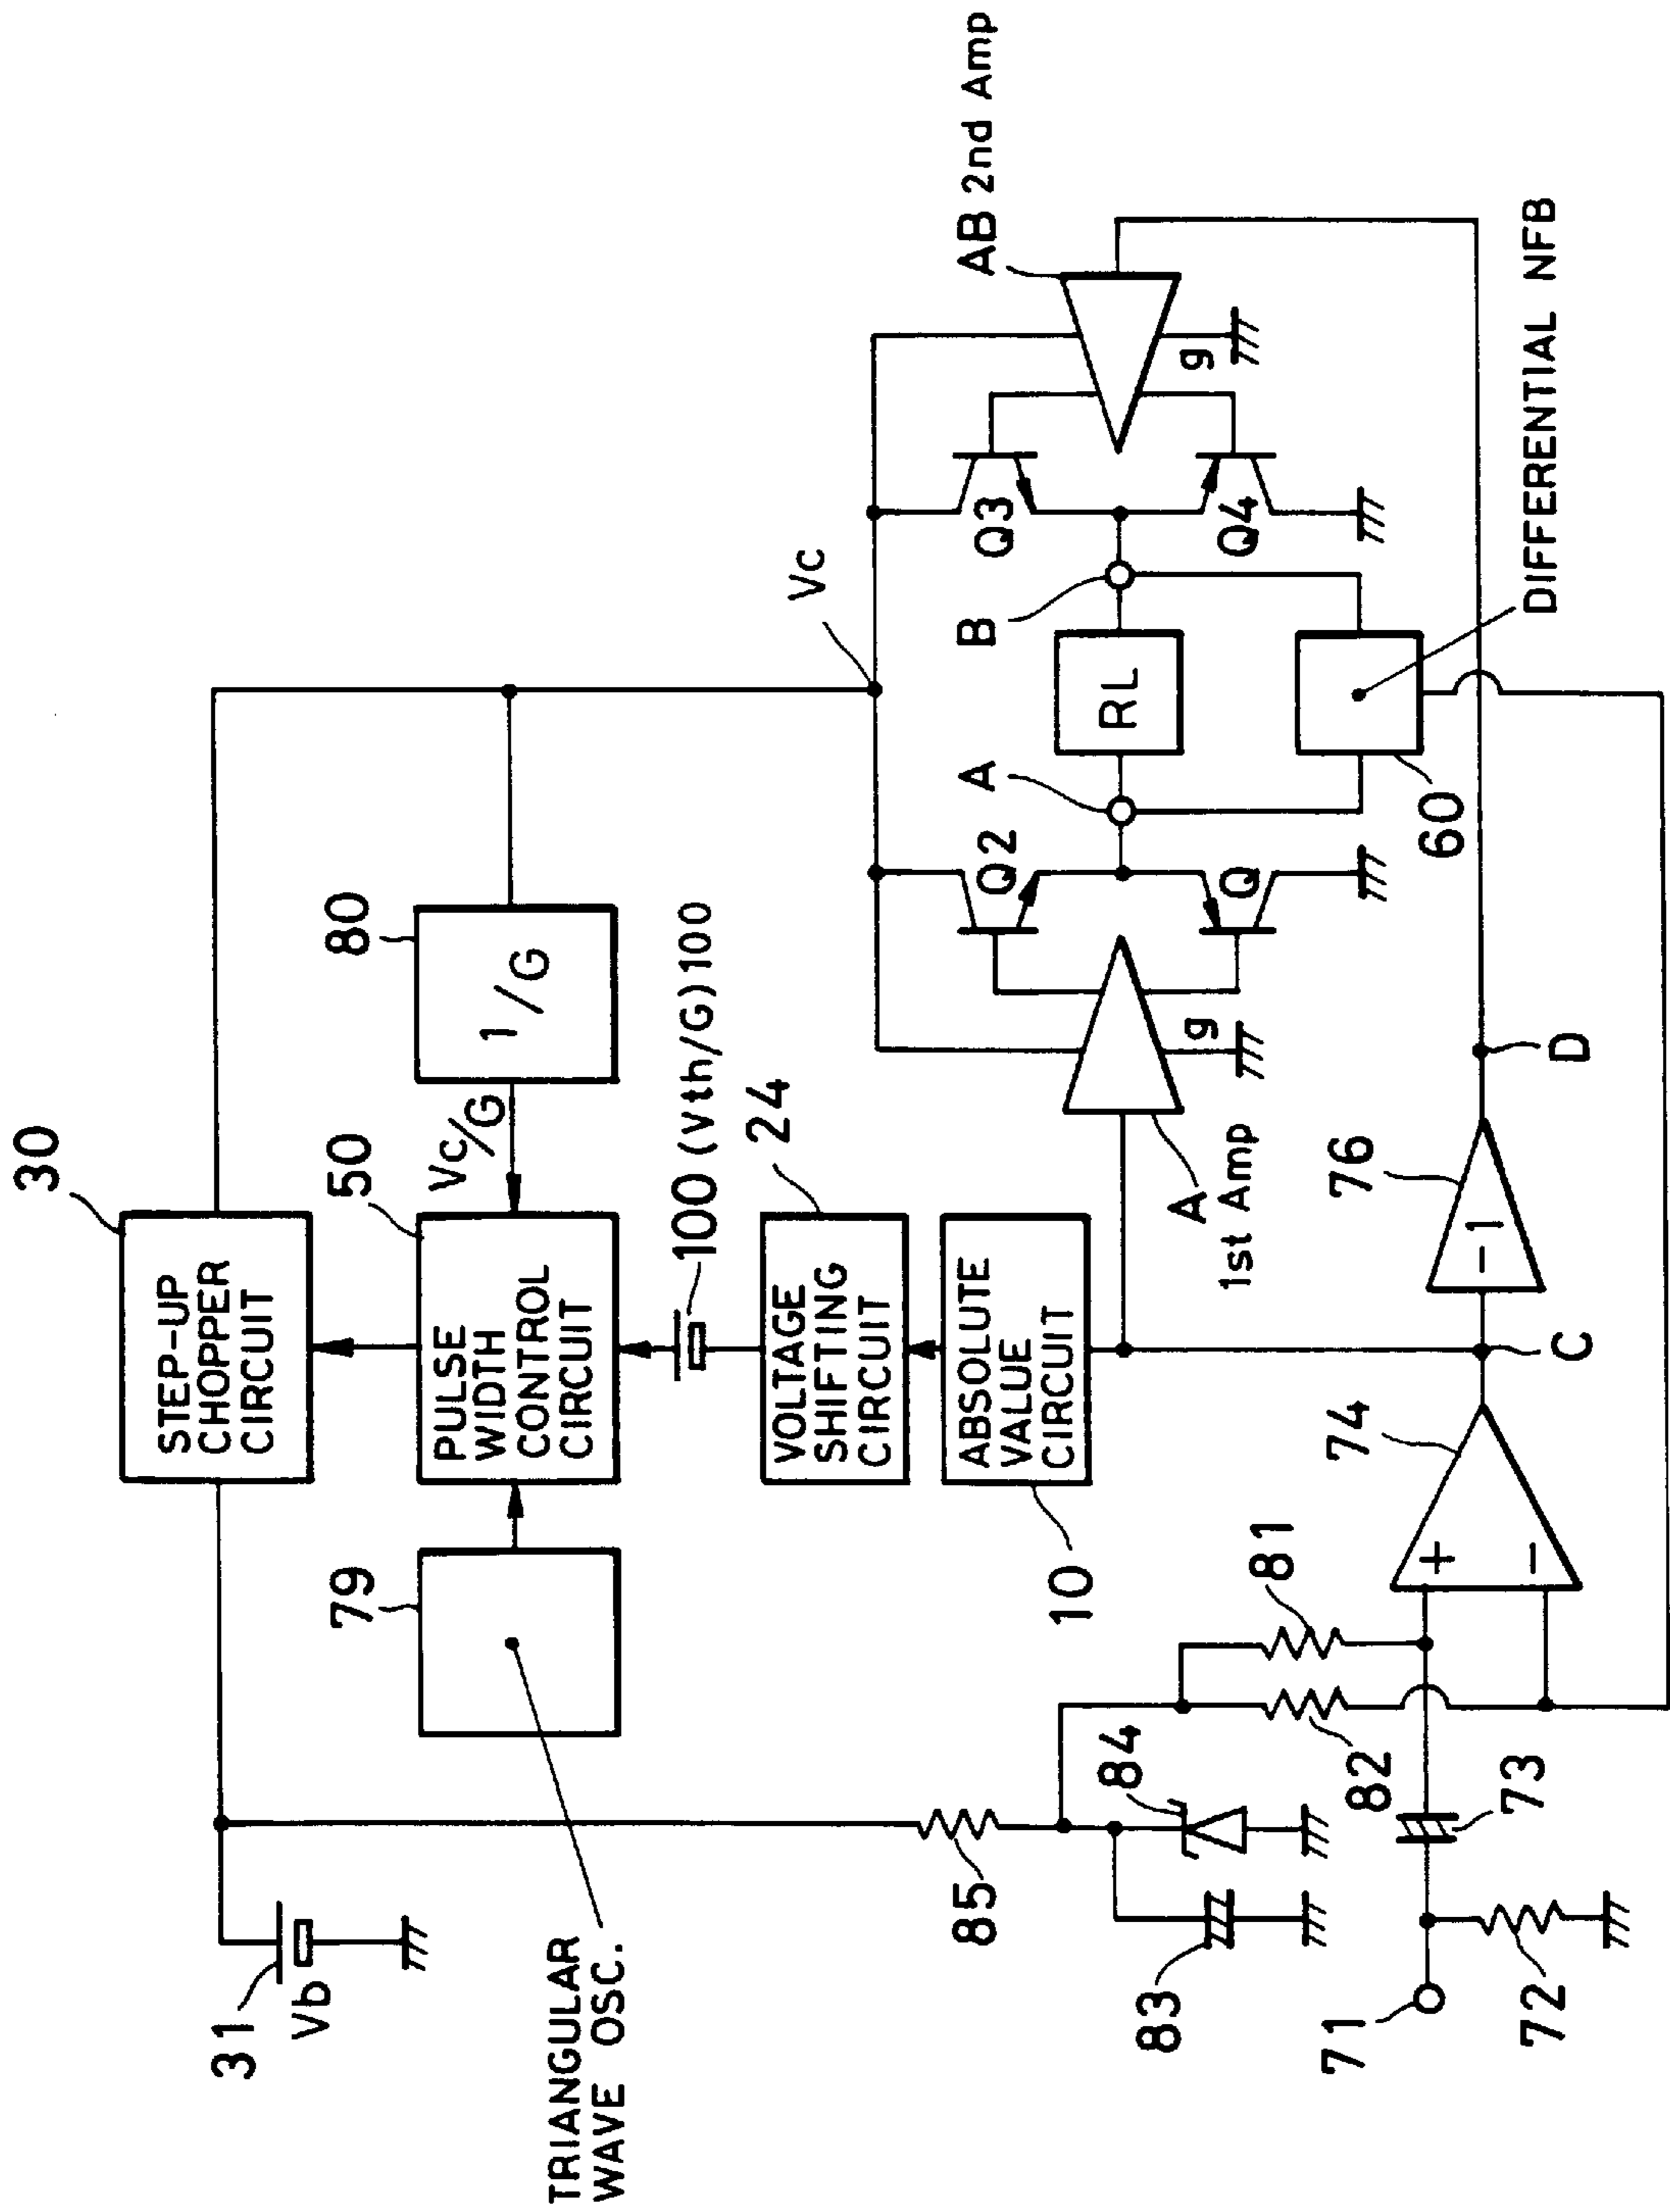 30
STEP-UP
CHOPPER
CIRCUIT
31
Vb
79
TRIANGULAR
WAVE OSC.
50
PULSE
WIDTH
CONTROL
CIRCUIT
Vc/G
80
1/G
100 (Vth/G) 100
24
VOLTAGE
SHIFTING
CIRCUIT
10
ABSOLUTE
VALUE
CIRCUIT
Vc
A
1st Amp
g
Q2
Q
A
RL
B
Q3
Q4
AB 2nd Amp
g
60
DIFFERENTIAL NFB
85
84
83
81
82
71
72
73
74
+
−
C
76
−1
D